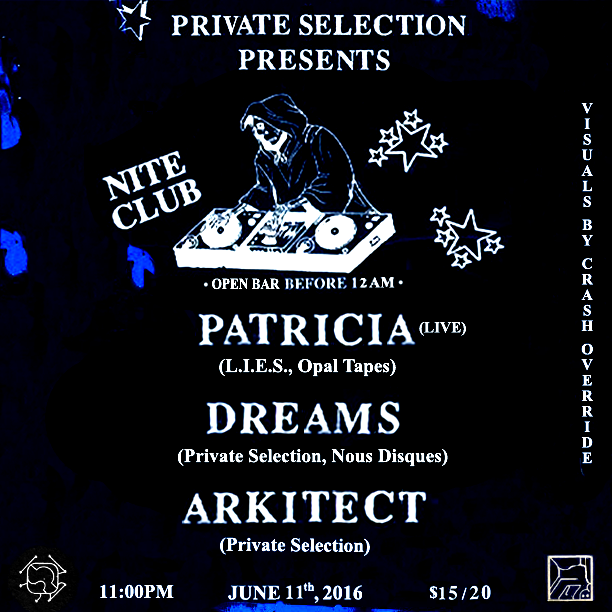 PRIVATE SELECTION
PRESENTS
NITE
CLUB
• OPEN BAR BEFORE 12AM •
PATRICIA (LIVE)
(L.I.E.S., Opal Tapes)
DREAMS
(Private Selection, Nous Disques)
ARKITECT
(Private Selection)
11:00PM JUNE 11th, 2016 $15/20
VISUALS BY CRASH OVERRIDE